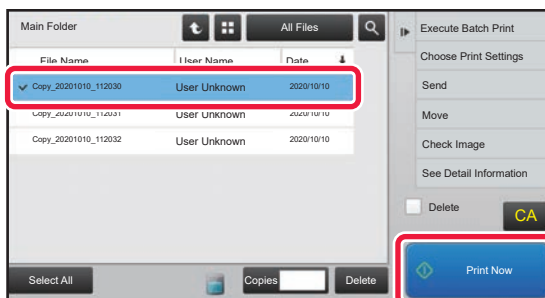 Main Folder
All Files
File Name User Name Date
Copy_20201010_112030 User Unknown 2020/10/10
Copy_20201010_112031 User Unknown 2020/10/10
Copy_20201010_112032 User Unknown 2020/10/10
Execute Batch Print
Choose Print Settings
Send
Move
Check Image
See Detail Information
Delete
CA
Select All
Copies
Delete
Print Now